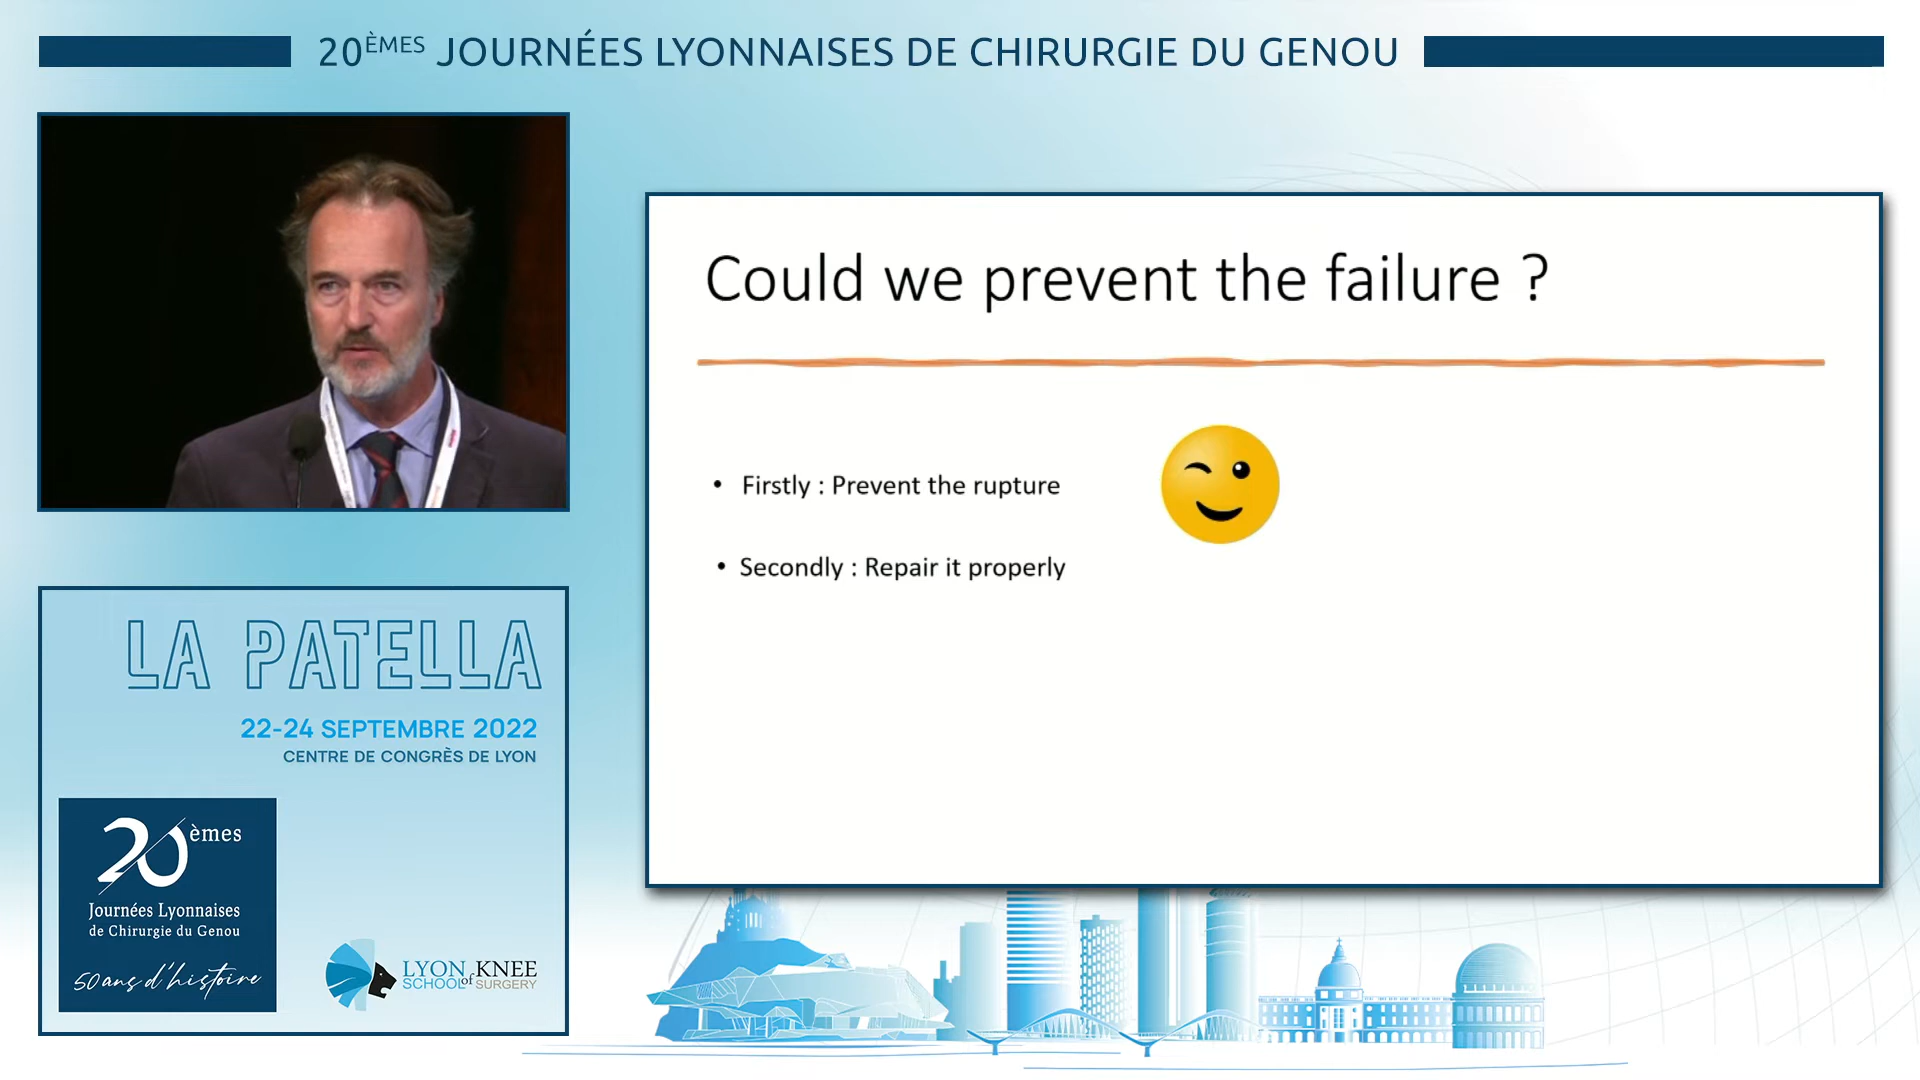 20ÈMES JOURNÉES LYONNAISES DE CHIRURGIE DU GENOU
Could we prevent the failure ?
• Firstly : Prevent the rupture
• Secondly : Repair it properly
LA PATELLA
22-24 SEPTEMBRE 2022
CENTRE DE CONGRÈS DE LYON
20èmes
Journées Lyonnaises
de Chirurgie du Genou
50 ans d'histoire
LYON KNEE
SCHOOL of SURGERY